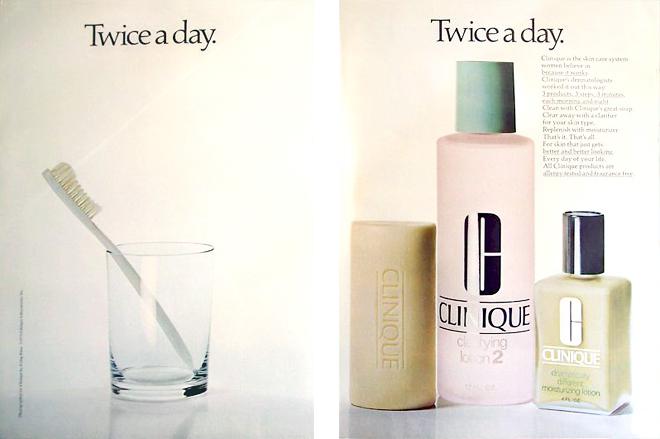 Twice a day.
Twice a day.
Clinique is the skin care system
women believe in
because it works.
Clinique's dermatologists
worked it out this way:
3 products, 3 steps, 3 minutes,
each morning and night.
Clean with Clinique's great soap.
Clear away with a clarifier
for your skin type.
Replenish with moisturizer.
That's it. That's all.
For skin that just gets
better and better looking.
Every day of your life.
All Clinique products are
allergy tested and fragrance free.
CLINIQUE
C
CLINIQUE
clarifying
lotion 2
C
CLINIQUE
dramatically
different
moisturizing lotion
4 FL. OZ.